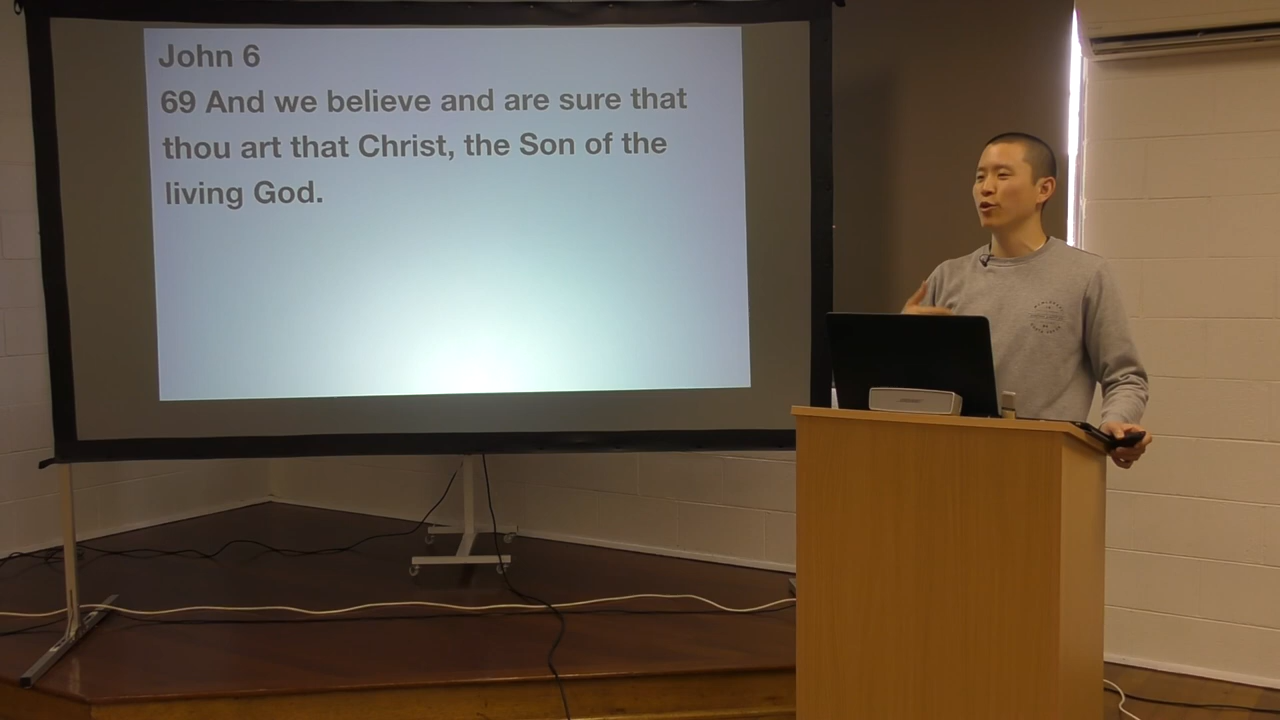 John 6
69 And we believe and are sure that
thou art that Christ, the Son of the
living God.